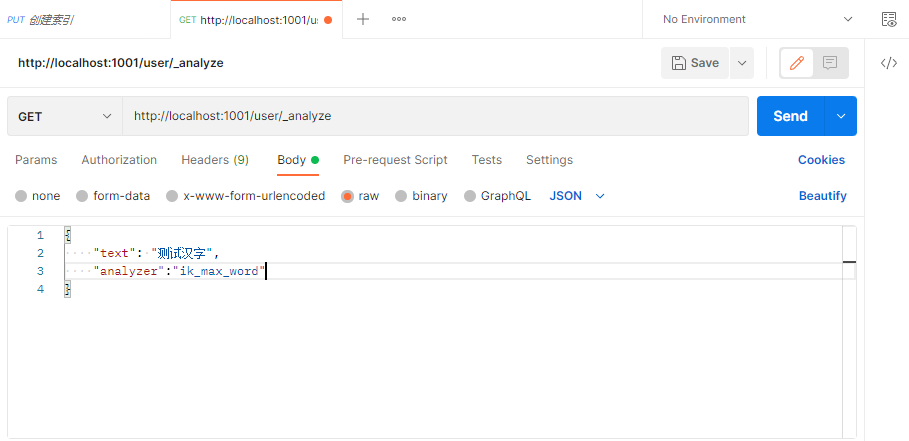 PUT 创建索引 GET http://localhost:1001/us No Environment
http://localhost:1001/user/_analyze Save
GET http://localhost:1001/user/_analyze Send
Params Authorization Headers (9) Body Pre-request Script Tests Settings Cookies
none form-data x-www-form-urlencoded raw binary GraphQL JSON Beautify
1 {
2 "text": "测试汉字",
3 "analyzer":"ik_max_word"
4 }